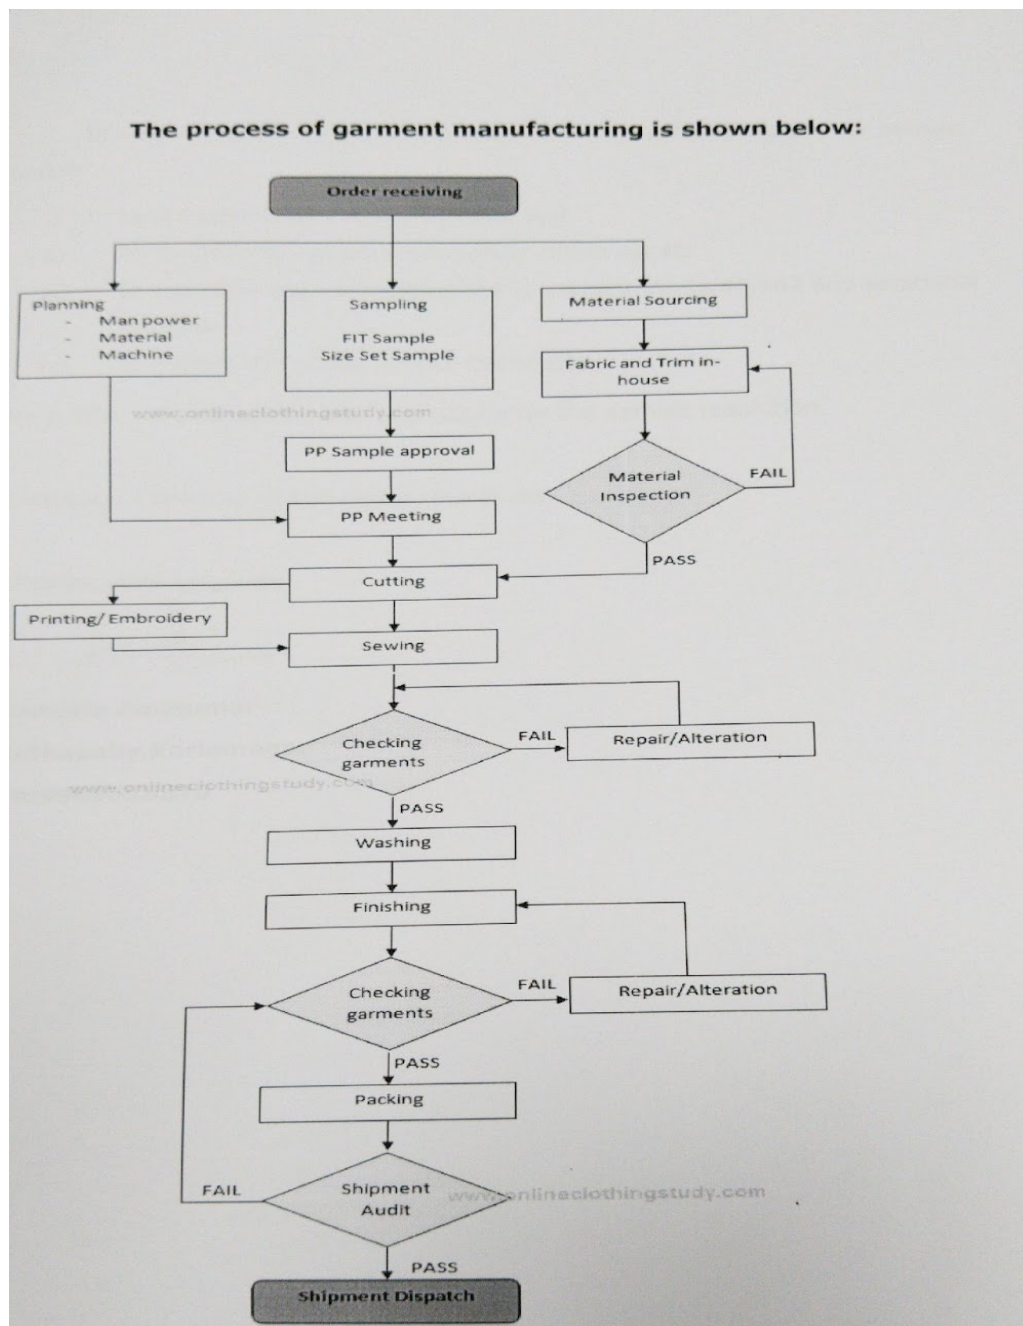 The process of garment manufacturing is shown below:
Order receiving
Planning
- Man power
- Material
- Machine
Sampling
FIT Sample
Size Set Sample
Material Sourcing
Fabric and Trim in-
house
www.onlineclothingstudy.com
PP Sample approval
Material
Inspection
FAIL
PP Meeting
PASS
Cutting
Printing/ Embroidery
Sewing
Checking
garments
FAIL
Repair/Alteration
www.onlineclothingstudy.com
PASS
Washing
Finishing
Checking
garments
FAIL
Repair/Alteration
PASS
Packing
Shipment
Audit
FAIL
www.onlineclothingstudy.com
PASS
Shipment Dispatch